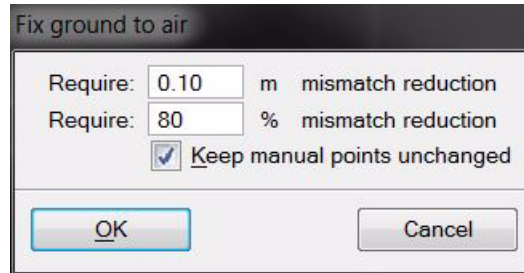 Fix ground to air
Require: 0.10 m mismatch reduction
Require: 80 % mismatch reduction
Keep manual points unchanged
OK Cancel